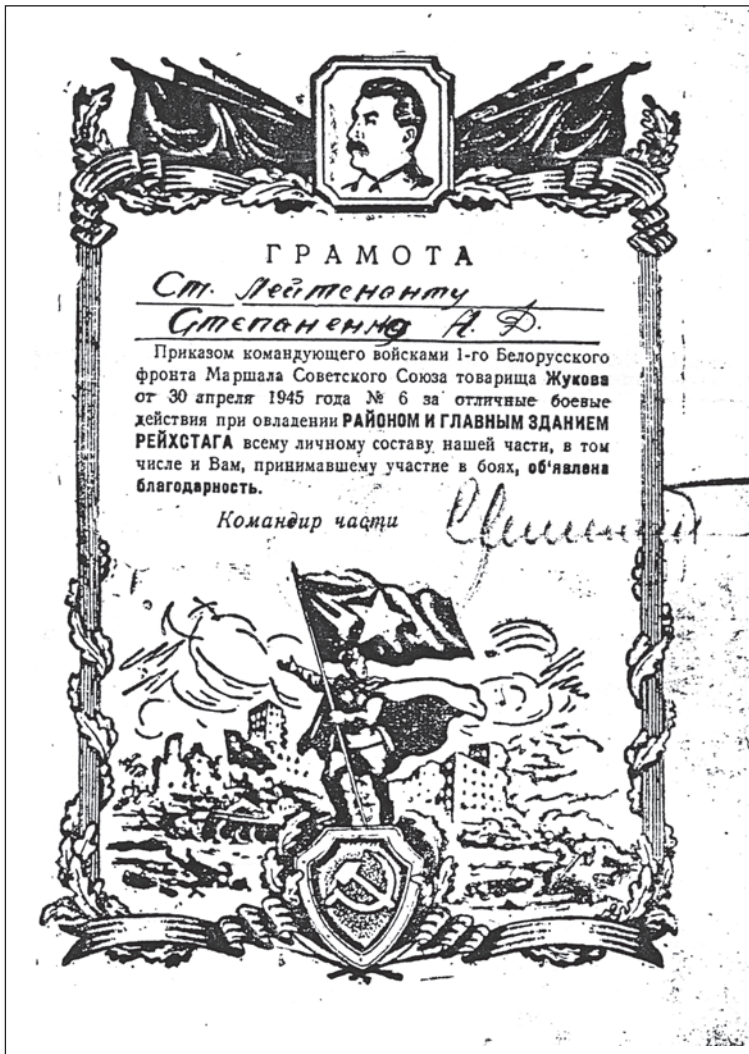 ГРАМОТА
Ст. Лейтенанту
Степаненко Н. Д.
Приказом командующего войсками 1-го Белорусского
фронта Маршала Советского Союза товарища Жукова
от 30 апреля 1945 года № 6 за отличные боевые
действия при овладении РАЙОНОМ И ГЛАВНЫМ ЗДАНИЕМ
РЕЙХСТАГА всему личному составу нашей части, в том
числе и Вам, принимавшему участие в боях, об'явлена
благодарность.
Командир части